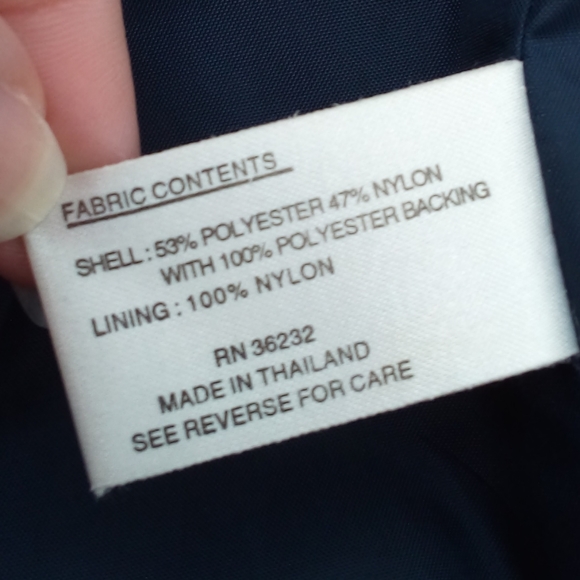 FABRIC CONTENTS
SHELL : 53% POLYESTER 47% NYLON
WITH 100% POLYESTER BACKING
LINING : 100% NYLON
RN 36232
MADE IN THAILAND
SEE REVERSE FOR CARE